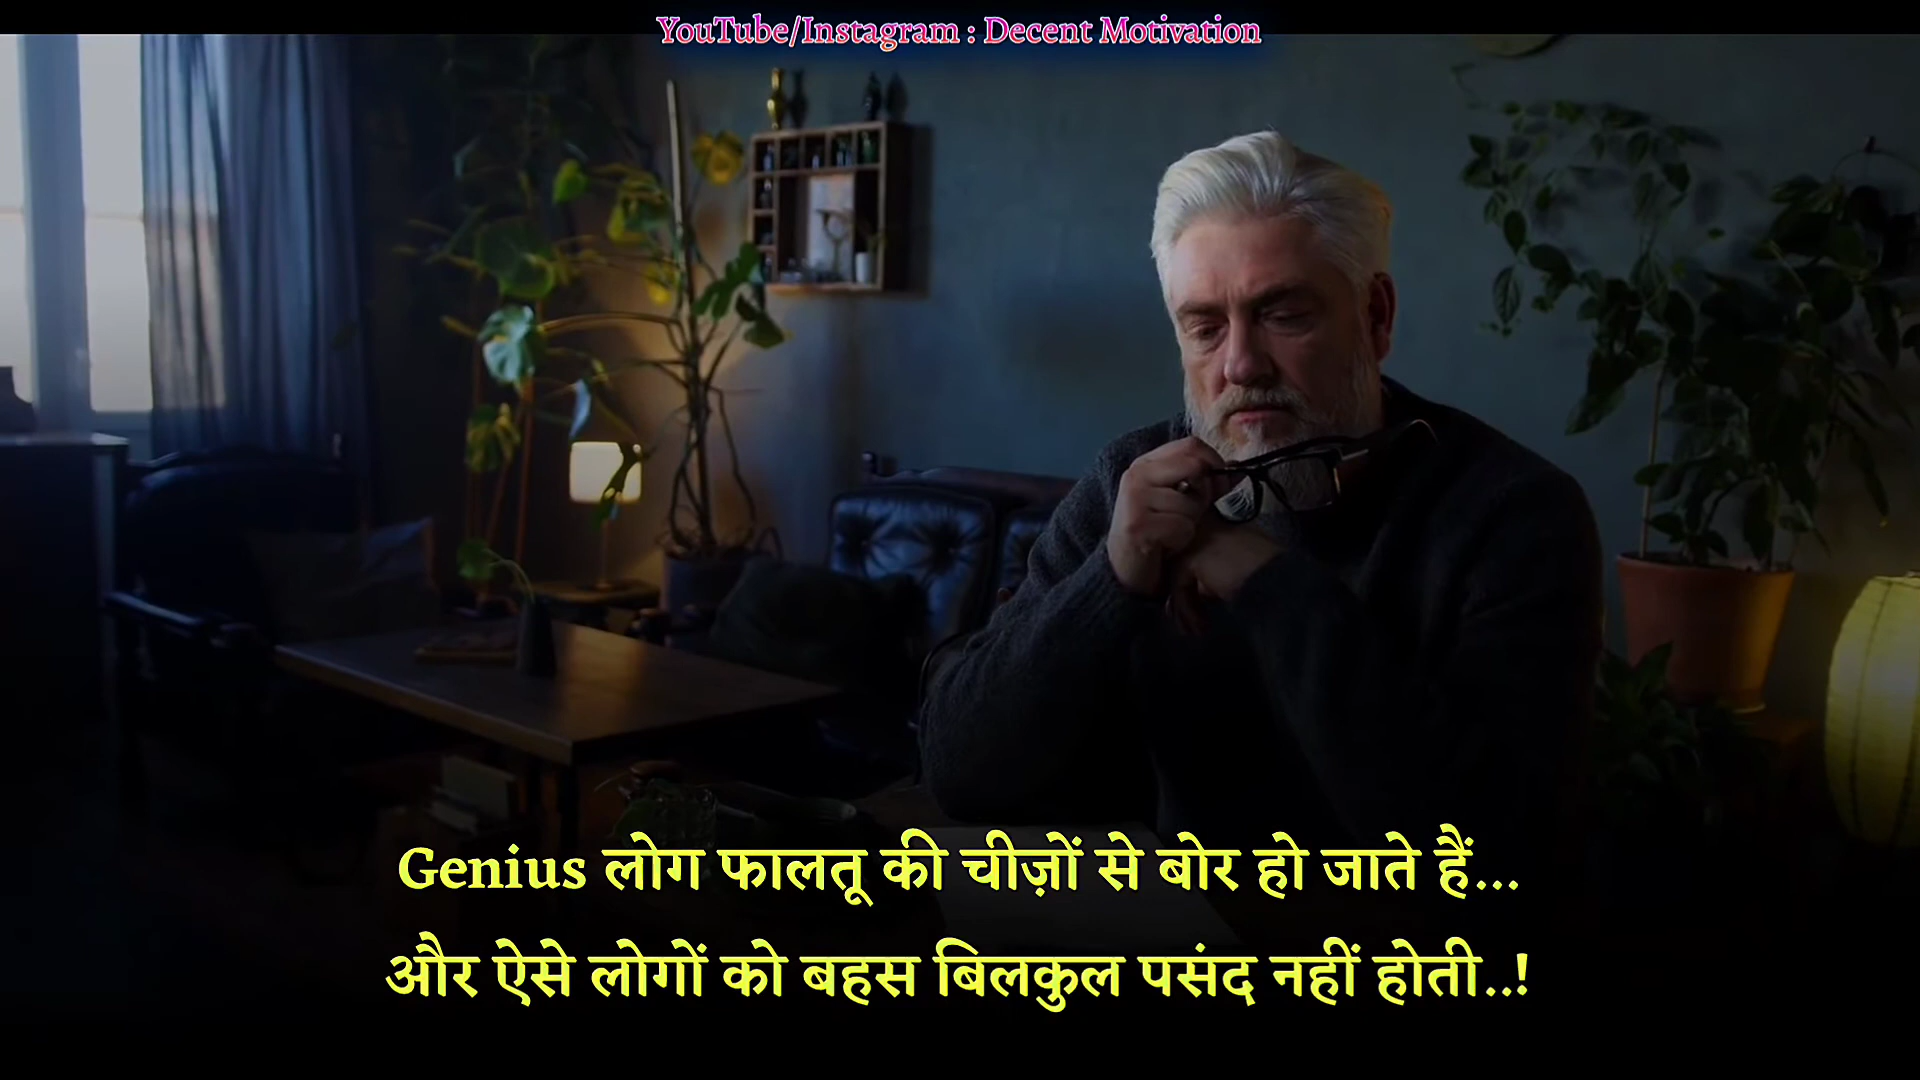 YouTube/Instagram : Decent Motivation
Genius लोग फालतू की चीज़ों से बोर हो जाते हैं...
और ऐसे लोगों को बहस बिलकुल पसंद नहीं होती..!